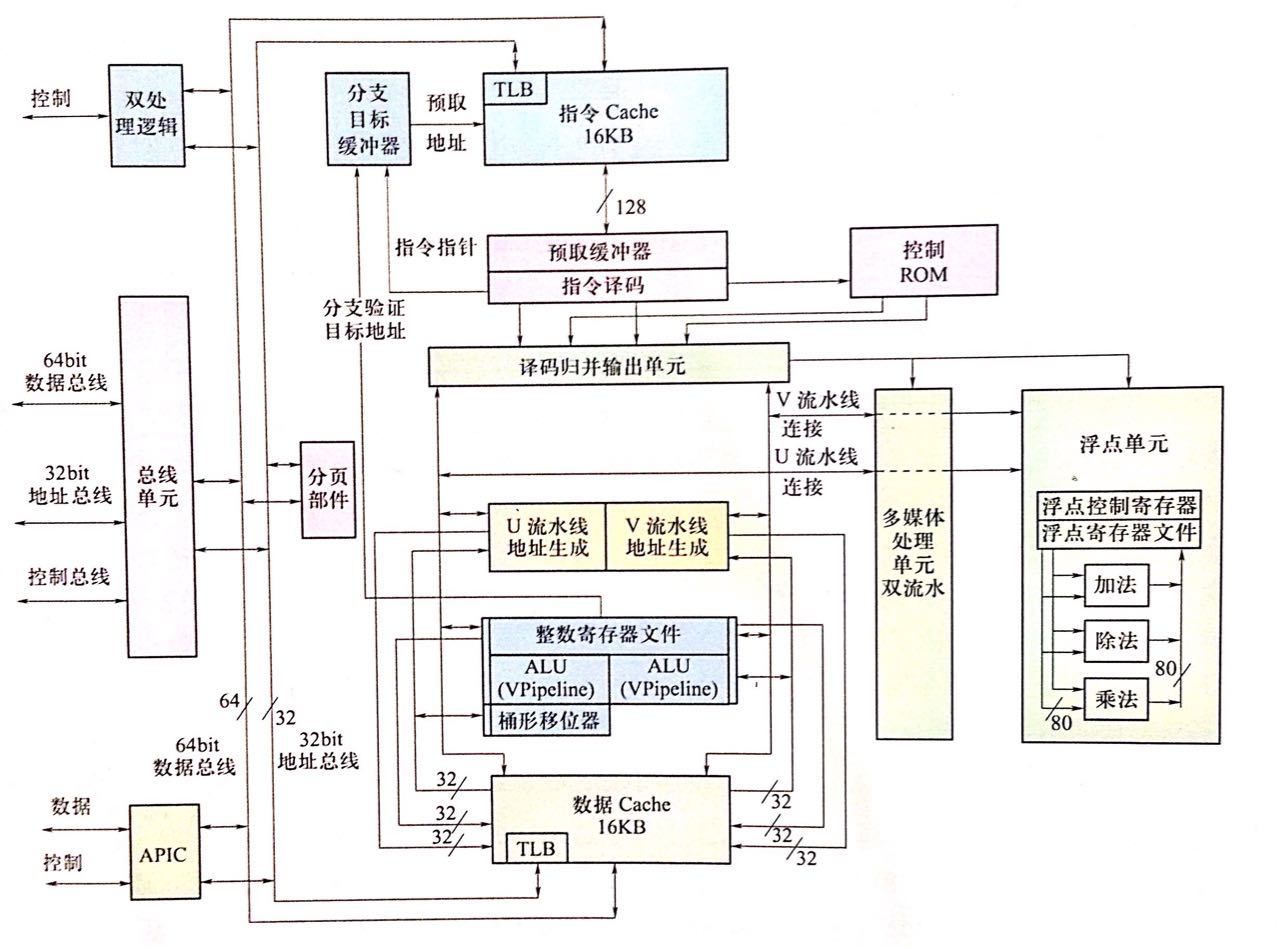 控制
双处
理逻辑
分支
目标
缓冲器
预取
地址
TLB
指令 Cache
16KB
128
指令指针
预取缓冲器
指令译码
控制
ROM
分支验证
目标地址
译码归并输出单元
64bit
数据总线
32bit
地址总线
控制总线
总线
单元
分页
部件
V 流水线
连接
U 流水线
连接
U 流水线
地址生成
V 流水线
地址生成
多媒体
处理
单元
双流水
浮点单元
浮点控制寄存器
浮点寄存器文件
加法
除法
乘法
80
80
整数寄存器文件
ALU
(VPipeline)
ALU
(VPipeline)
桶形移位器
64
32
64bit
数据总线
32bit
地址总线
32
32
32
32
32
32
数据 Cache
16KB
TLB
数据
控制
APIC